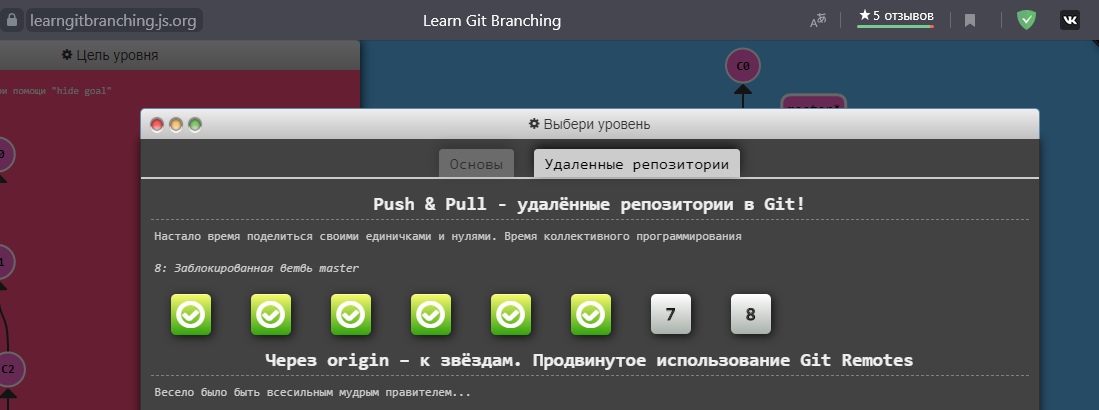 learngitbranching.js.org
Learn Git Branching
★5 отзывов
Цель уровня
и помощи "hide goal"
C0
Выбери уровень
Основы
Удаленные репозитории
Push & Pull - удалённые репозитории в Git!
Настало время поделиться своими единичками и нулями. Время коллективного программирования
8: Заблокированная ветвь master
7
8
C2
Через origin – к звёздам. Продвинутое использование Git Remotes
Весело было быть всесильным мудрым правителем...